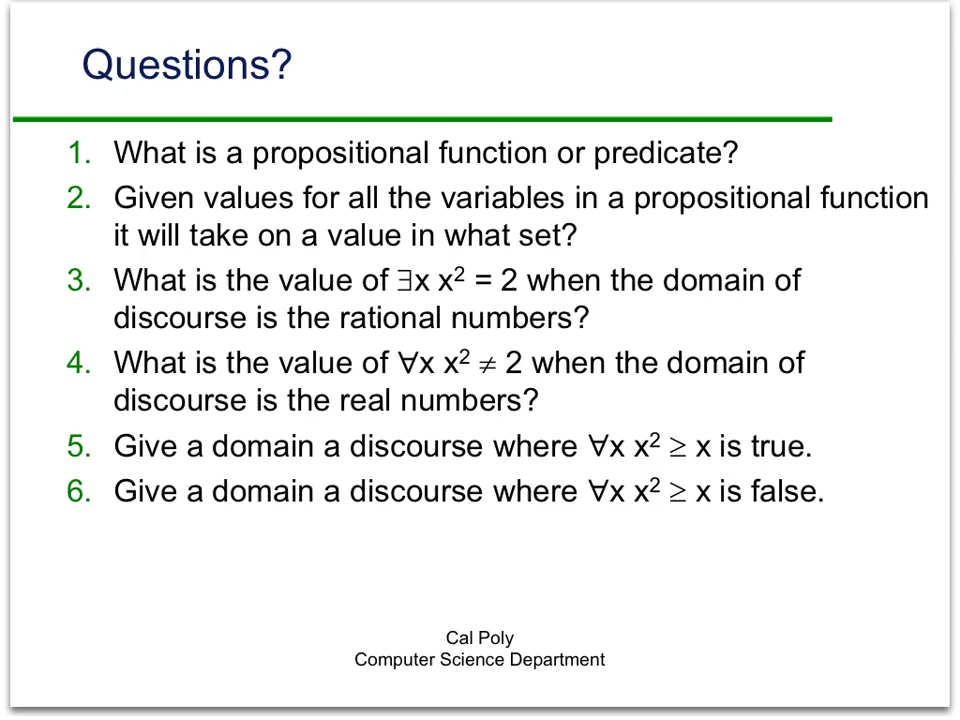 Questions?
1. What is a propositional function or predicate?
2. Given values for all the variables in a propositional function
it will take on a value in what set?
3. What is the value of ∃x x² = 2 when the domain of
discourse is the rational numbers?
4. What is the value of ∀x x² ≠ 2 when the domain of
discourse is the real numbers?
5. Give a domain a discourse where ∀x x² ≥ x is true.
6. Give a domain a discourse where ∀x x² ≥ x is false.
Cal Poly
Computer Science Department